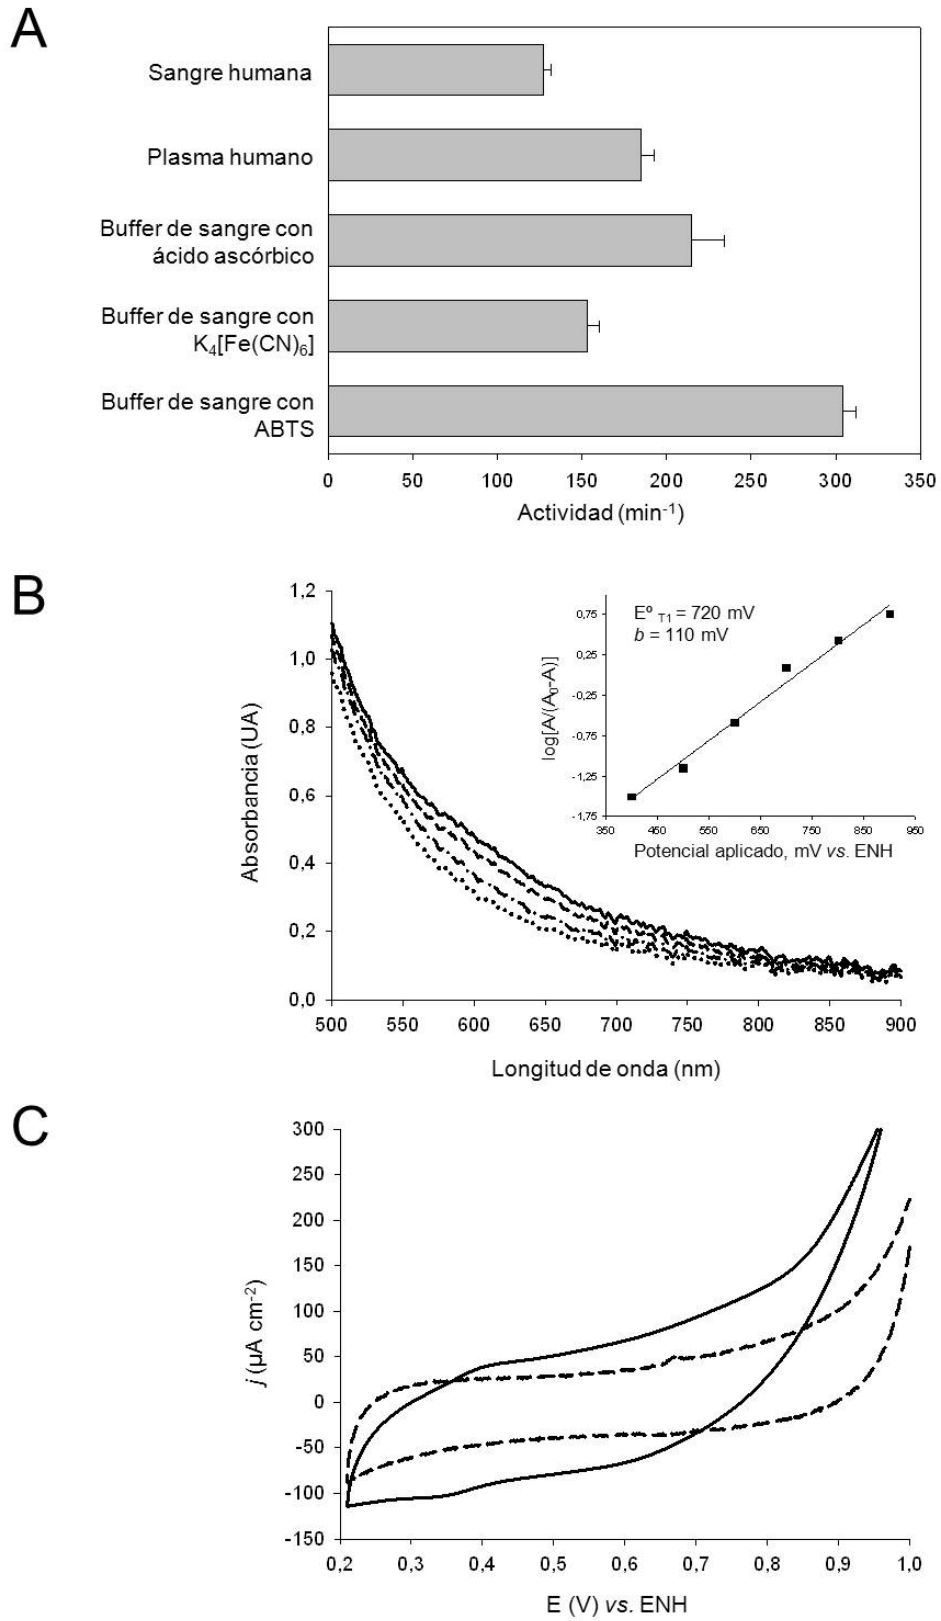 A
Sangre humana
Plasma humano
Buffer de sangre con
ácido ascórbico
Buffer de sangre con
K₄[Fe(CN)₆]
Buffer de sangre con
ABTS
0 50 100 150 200 250 300 350
Actividad (min⁻¹)
B
Absorbancia (UA)
1,2
1,0
0,8
0,6
0,4
0,2
0,0
500 550 600 650 700 750 800 850 900
Longitud de onda (nm)
Eº T1 = 720 mV
b = 110 mV
log[A/(A₀-A)]
0,75
0,25
-0,25
-0,75
-1,25
-1,75
350 450 550 650 750 850 950
Potencial aplicado, mV vs. ENH
C
j (µA cm⁻²)
300
250
200
150
100
50
0
-50
-100
-150
0,2 0,3 0,4 0,5 0,6 0,7 0,8 0,9 1,0
E (V) vs. ENH